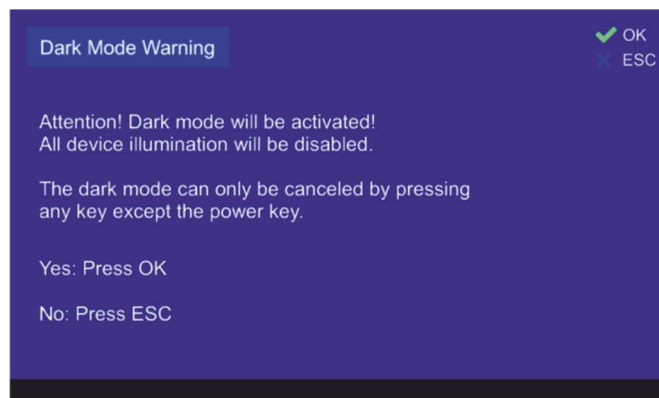 Dark Mode Warning
OK
ESC
Attention! Dark mode will be activated!
All device illumination will be disabled.
The dark mode can only be canceled by pressing
any key except the power key.
Yes: Press OK
No: Press ESC